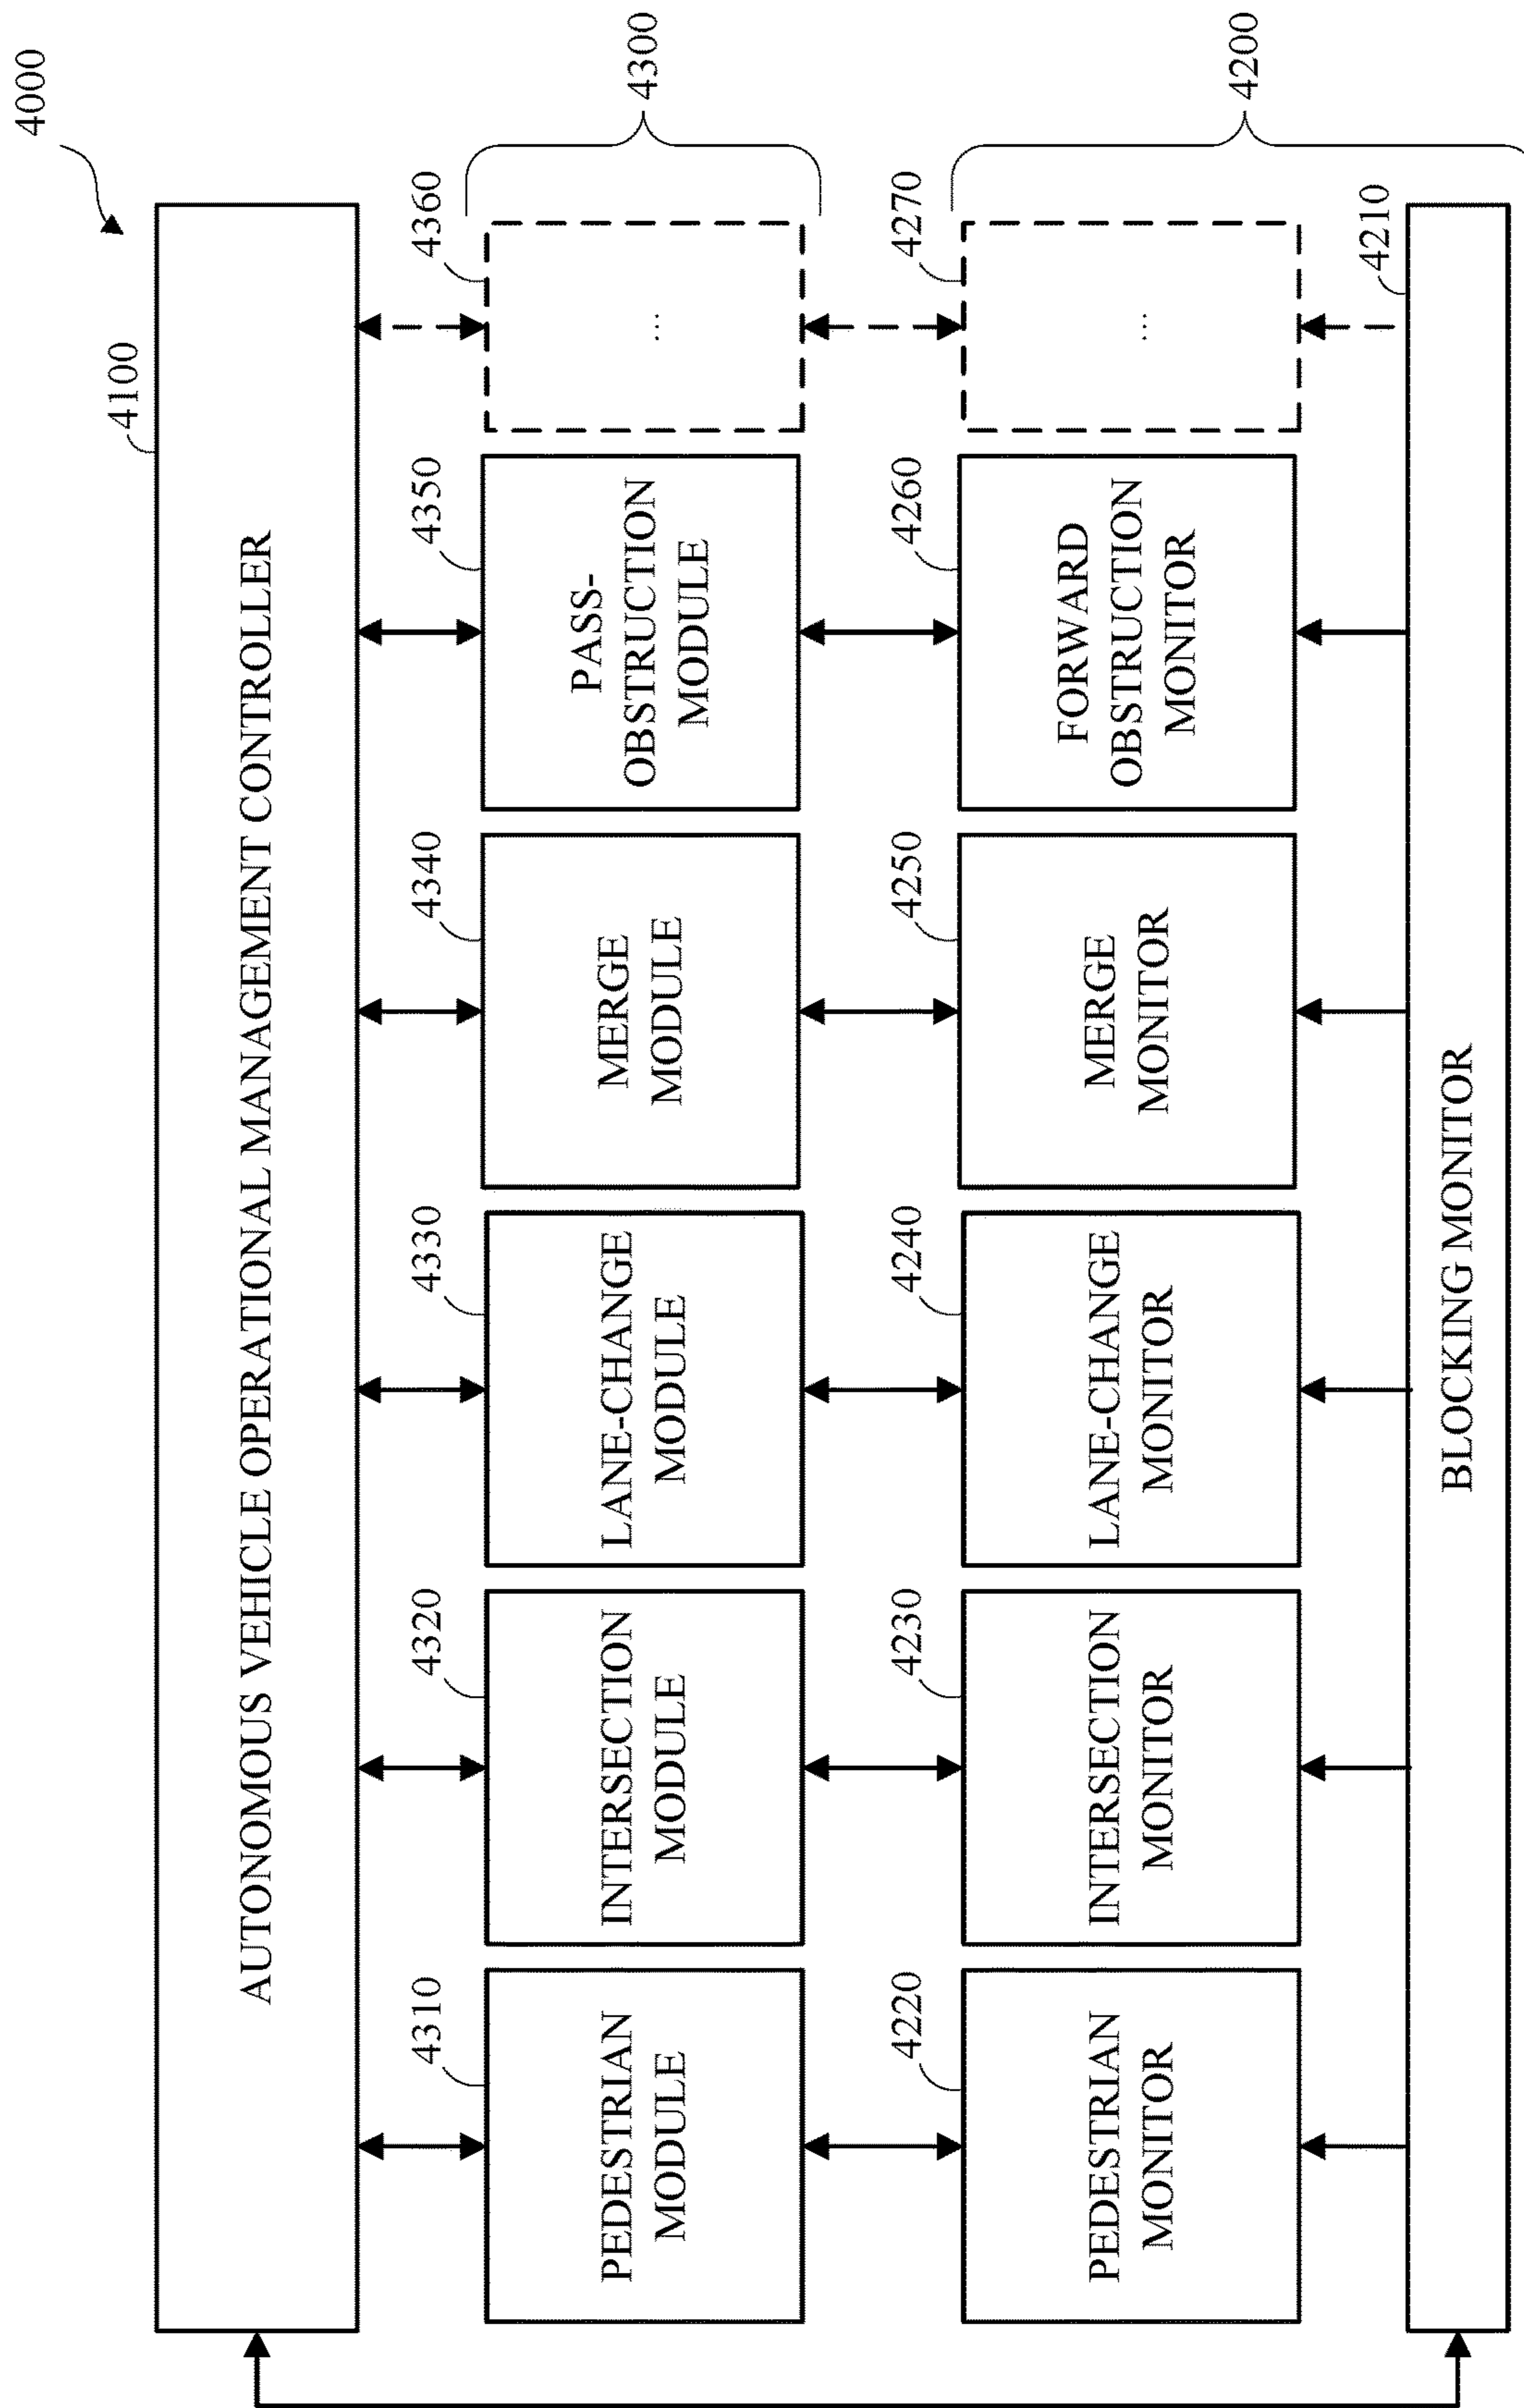 4000
AUTONOMOUS VEHICLE OPERATIONAL MANAGEMENT CONTROLLER
4100
4310
PEDESTRIAN
MODULE
4320
INTERSECTION
MODULE
4330
LANE-CHANGE
MODULE
4340
MERGE
MODULE
4350
PASS-
OBSTRUCTION
MODULE
4360
...
4300
4220
PEDESTRIAN
MONITOR
4230
INTERSECTION
MONITOR
4240
LANE-CHANGE
MONITOR
4250
MERGE
MONITOR
4260
FORWARD
OBSTRUCTION
MONITOR
4270
...
4200
4210
BLOCKING MONITOR